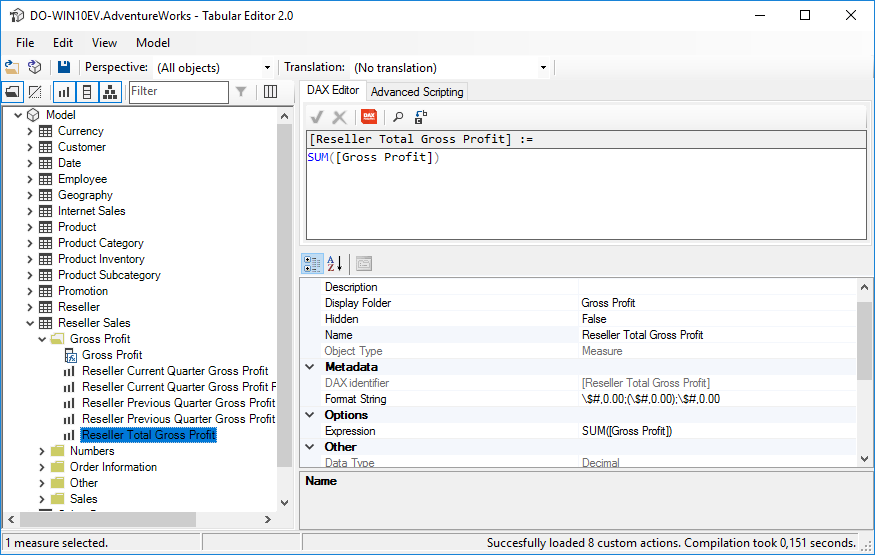 DO-WIN10EV.AdventureWorks - Tabular Editor 2.0
File Edit View Model
Perspective: (All objects) Translation: (No translation)
Filter
DAX Editor Advanced Scripting
Model
Currency
Customer
Date
Employee
Geography
Internet Sales
Product
Product Category
Product Inventory
Product Subcategory
Promotion
Reseller
Reseller Sales
Gross Profit
Gross Profit
Reseller Current Quarter Gross Profit
Reseller Current Quarter Gross Profit F
Reseller Previous Quarter Gross Profit
Reseller Previous Quarter Gross Profit
Reseller Total Gross Profit
Numbers
Order Information
Other
Sales
DAX
[Reseller Total Gross Profit] :=
SUM([Gross Profit])
Description
Display Folder Gross Profit
Hidden False
Name Reseller Total Gross Profit
Object Type Measure
Metadata
DAX identifier [Reseller Total Gross Profit]
Format String \$#,0.00;(\$#,0.00);\$#,0.00
Options
Expression SUM([Gross Profit])
Other
Data Type Decimal
Name
1 measure selected. Succesfully loaded 8 custom actions. Compilation took 0,151 seconds.